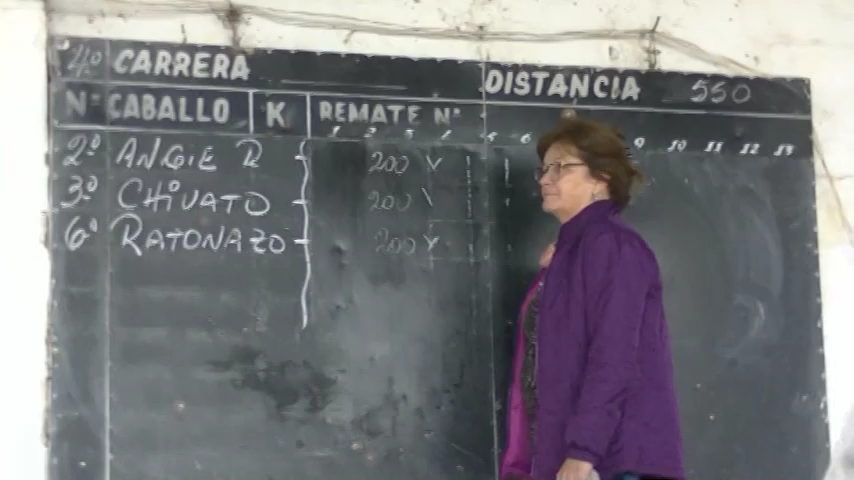 4º CARRERA DISTANCIA 550
Nº CABALLO K REMATE Nº
1 2 3 4 5 6 9 10 11 12 13
2º ANGIE R 200
3º CHIVATO 200
6º RATONAZO 200